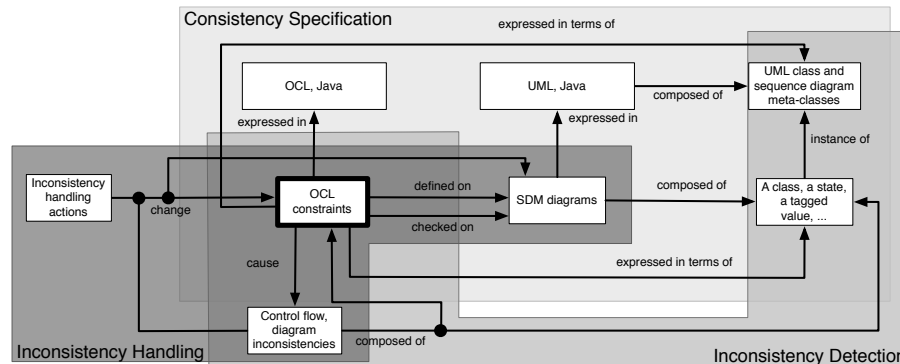 Consistency Specification
expressed in terms of
OCL, Java
UML, Java
UML class and
sequence diagram
meta-classes
composed of
expressed in
expressed in
instance of
Inconsistency
handling
actions
change
OCL
constraints
defined on
checked on
SDM diagrams
composed of
A class, a state,
a tagged
value, ...
cause
expressed in terms of
Control flow,
diagram
inconsistencies
composed of
Inconsistency Handling
Inconsistency Detection